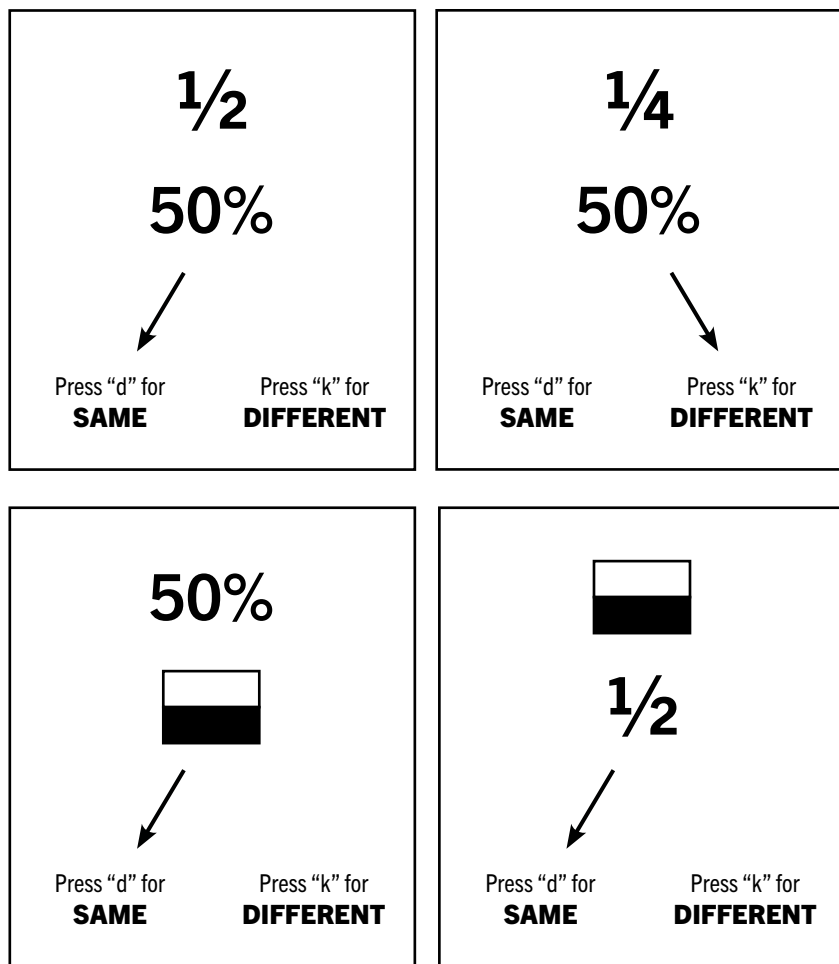 ½
50%
Press “d” for
SAME
Press “k” for
DIFFERENT
¼
50%
Press “d” for
SAME
Press “k” for
DIFFERENT
50%
Press “d” for
SAME
Press “k” for
DIFFERENT
½
Press “d” for
SAME
Press “k” for
DIFFERENT